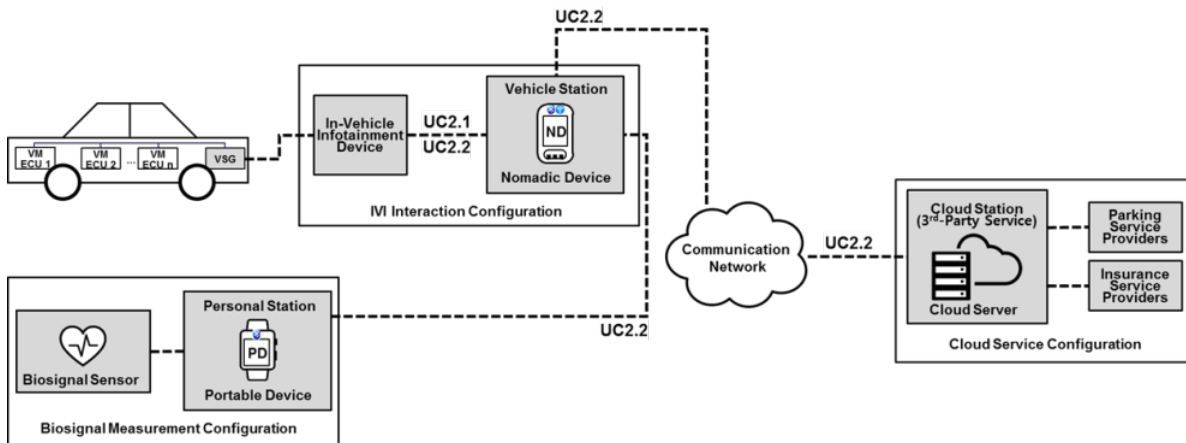 UC2.2
Vehicle Station
In-Vehicle
Infotainment
Device
UC2.1
UC2.2
ND
Nomadic Device
IVI Interaction Configuration
VM
ECU 1
VM
ECU 2
...
VM
ECU n
VSG
Communication
Network
UC2.2
Cloud Station
(3rd-Party Service)
Cloud Server
Parking
Service
Providers
Insurance
Service
Providers
Cloud Service Configuration
UC2.2
Personal Station
PD
Portable Device
Biosignal Sensor
Biosignal Measurement Configuration